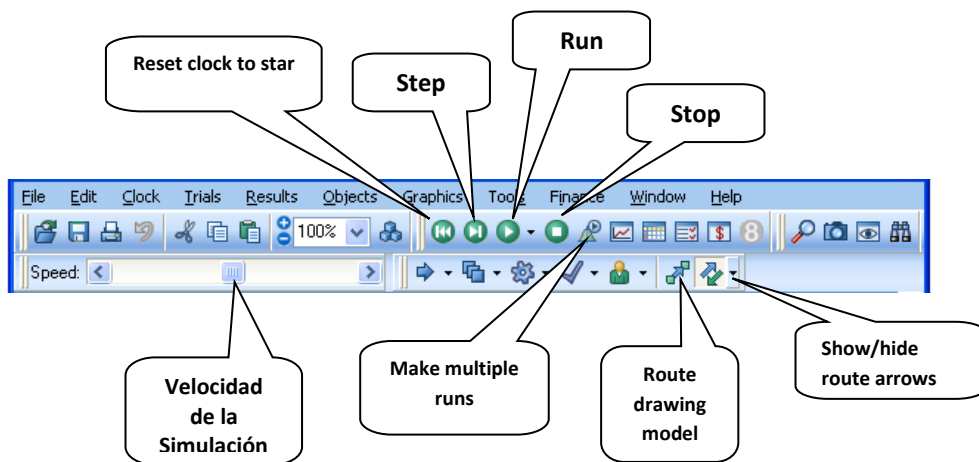 Run
Reset clock to star
Step
Stop
File Edit Clock Trials Results Objects Graphics Tools Finance Window Help
100%
8
Speed:
Velocidad
de la
Simulación
Make multiple
runs
Route
drawing
model
Show/hide
route arrows